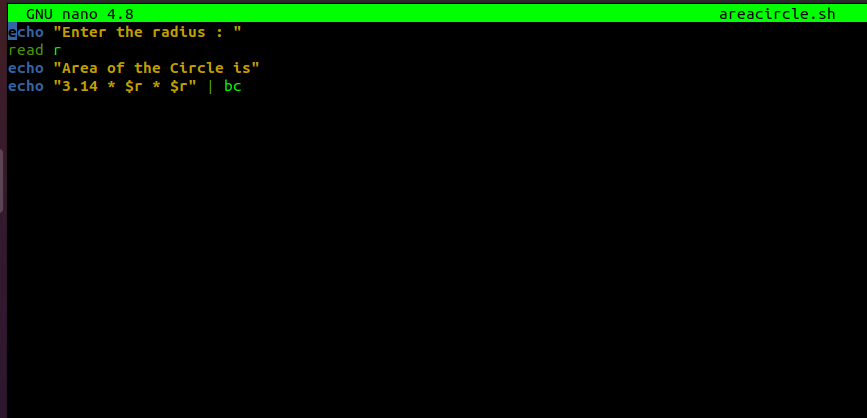 GNU nano 4.8 areacircle.sh
echo "Enter the radius : "
read r
echo "Area of the Circle is"
echo "3.14 * $r * $r" | bc